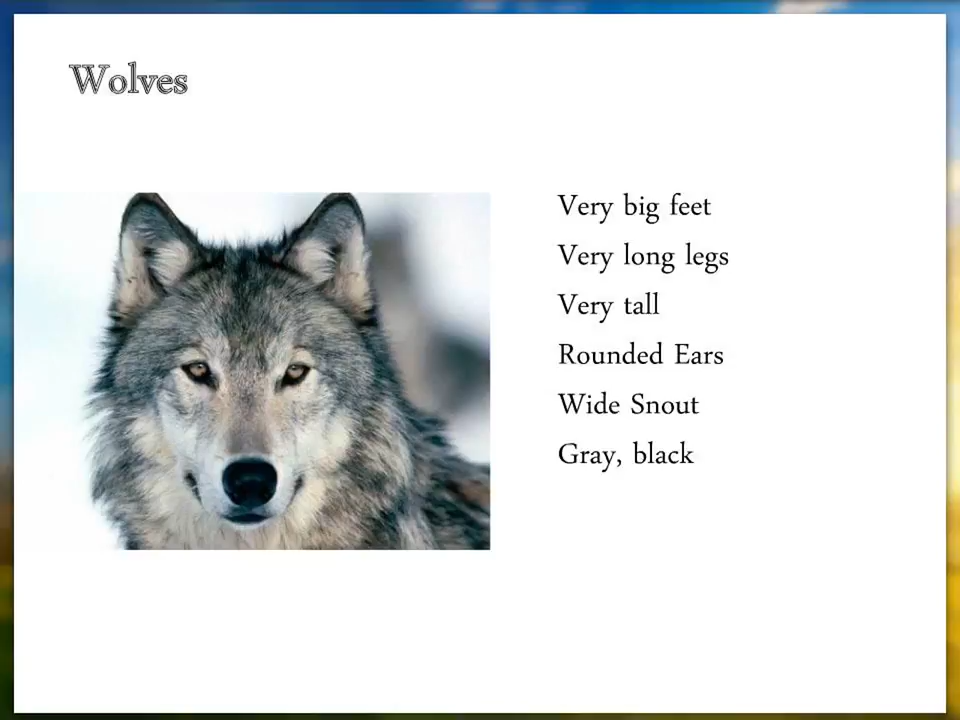 Wolves
Very big feet
Very long legs
Very tall
Rounded Ears
Wide Snout
Gray, black